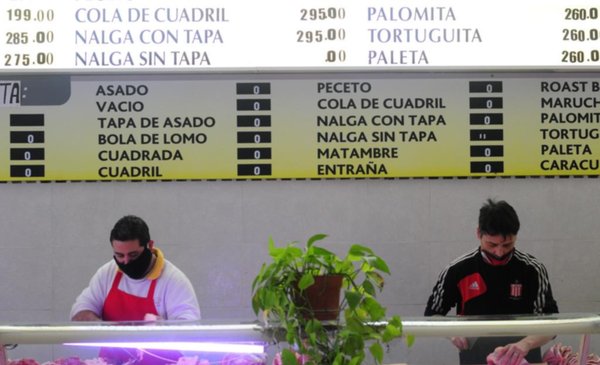 199.00 COLA DE CUADRIL 295.00 PALOMITA 260.0
285.00 NALGA CON TAPA 295.00 TORTUGUITA 260.0
275.00 NALGA SIN TAPA .00 PALETA 260.0
TA:
ASADO 0 PECETO 0 ROAST B
VACIO 0 COLA DE CUADRIL 0 MARUCH
TAPA DE ASADO 0 NALGA CON TAPA 0 PALOMIT
0 BOLA DE LOMO 0 NALGA SIN TAPA TORTUG
0 CUADRADA 0 MATAMBRE 0 PALETA
0 CUADRIL 0 ENTRAÑA 0 CARACU